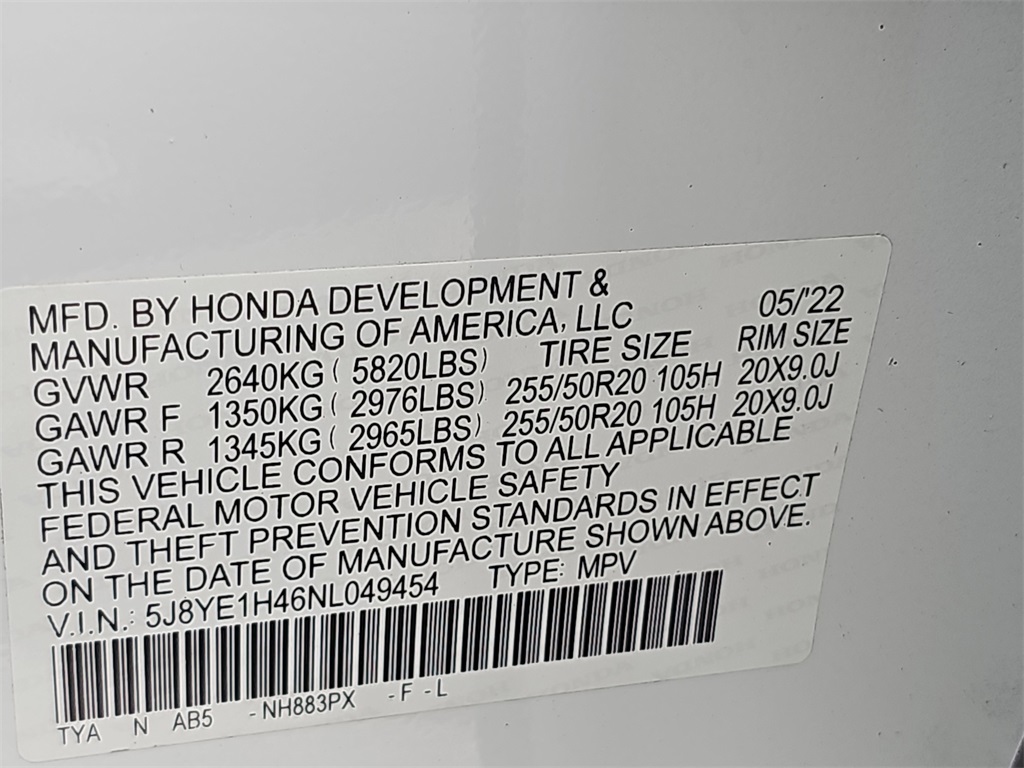 MFD. BY HONDA DEVELOPMENT & 05/'22
MANUFACTURING OF AMERICA, LLC
GVWR 2640KG ( 5820LBS) TIRE SIZE RIM SIZE
GAWR F 1350KG ( 2976LBS) 255/50R20 105H 20X9.0J
GAWR R 1345KG ( 2965LBS) 255/50R20 105H 20X9.0J
THIS VEHICLE CONFORMS TO ALL APPLICABLE
FEDERAL MOTOR VEHICLE SAFETY
AND THEFT PREVENTION STANDARDS IN EFFECT
ON THE DATE OF MANUFACTURE SHOWN ABOVE.
V.I.N.: 5J8YE1H46NL049454 TYPE: MPV
TYA N AB5 -NH883PX -F-L